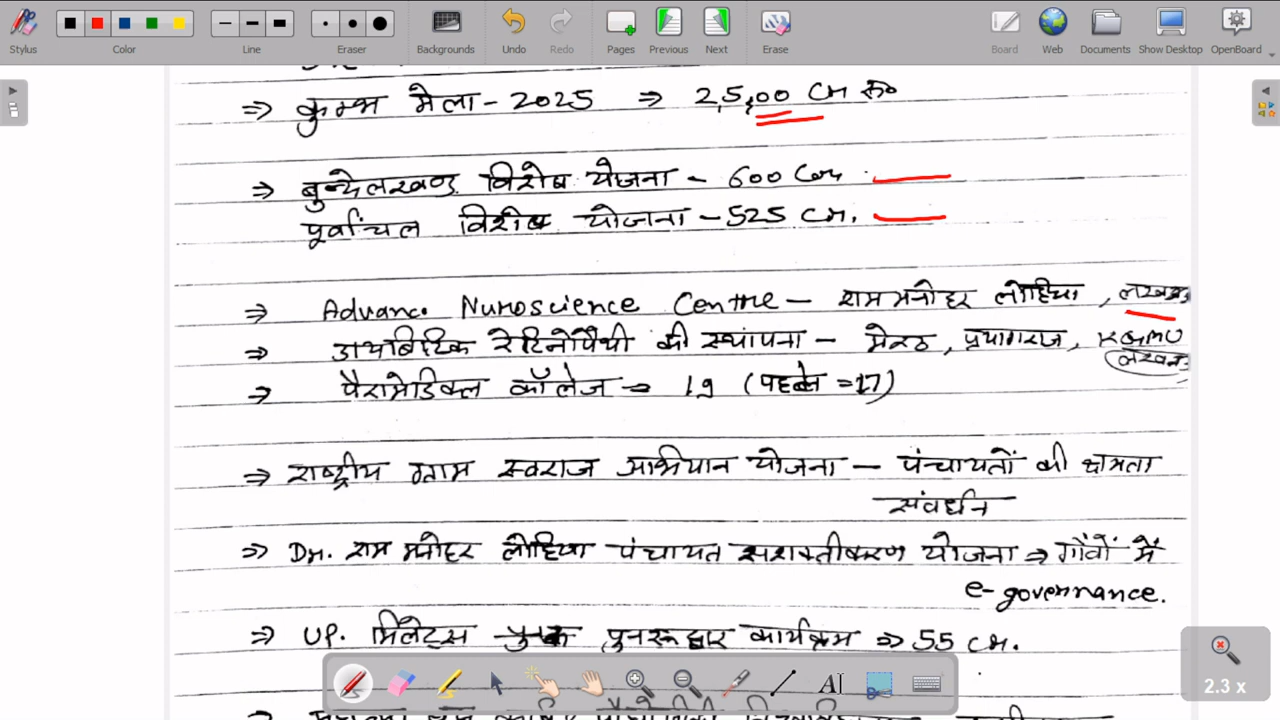 Stylus
Color
Line
Eraser
Backgrounds
Undo
Redo
Pages
Previous
Next
Erase
Board
Web
Documents
Show Desktop
OpenBoard
⇒ कुम्भ मेला - 2025 ⇒ 2,5,00 Cr रू०
⇒ बुन्देलखण्ड विशेष योजना - 600 Cr.
पूर्वांचल विशेष योजना - 525 Cr.
⇒ Advance Nuroscience Centre - राम मनोहर लोहिया, लखनऊ
⇒ डायबिटिक रेटिनोपैथी की स्थापना - मेरठ, प्रयागराज, KGMU
लखनऊ
⇒ पैरामेडिकल कॉलेज → 19 (पहले = 17)
⇒ राष्ट्रीय ग्राम स्वराज अभियान योजना - पंचायतों की क्षमता
संवर्धन
⇒ Dr. राम मनोहर लोहिया पंचायत सशक्तीकरण योजना ⇒ गाँवों में
e-governance.
⇒ UP. मिलेट्स पुनरूद्धार कार्यक्रम ⇒ 55 Cr.
2.3 x